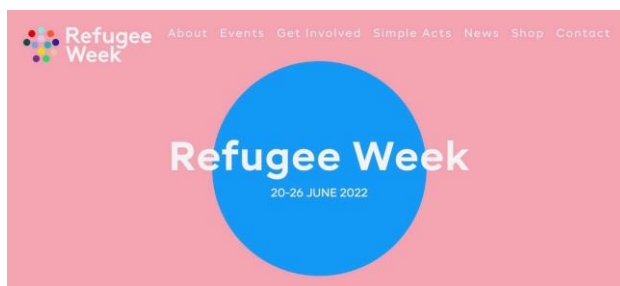 Refugee
Week
About Events Get Involved Simple Acts News Shop Contact
Refugee Week
20-26 JUNE 2022